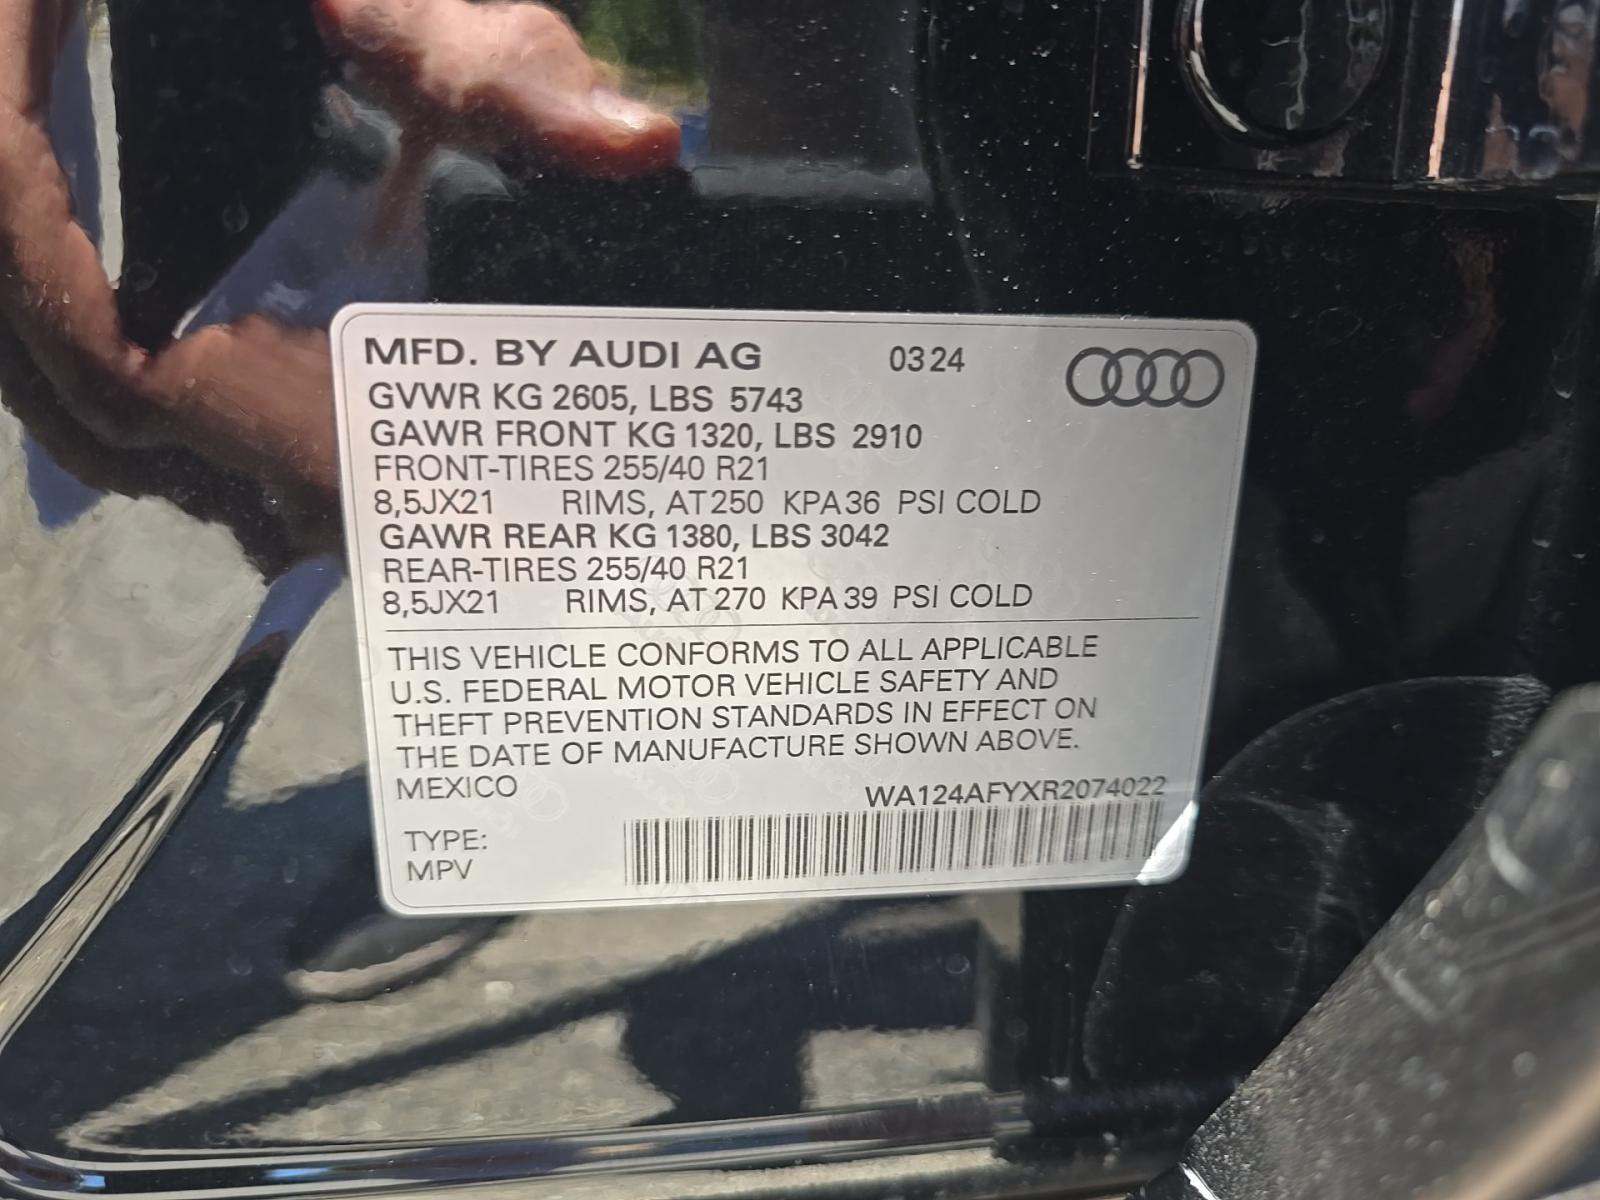 MFD. BY AUDI AG 03 24
GVWR KG 2605, LBS 5743
GAWR FRONT KG 1320, LBS 2910
FRONT-TIRES 255/40 R21
8,5JX21 RIMS, AT 250 KPA 36 PSI COLD
GAWR REAR KG 1380, LBS 3042
REAR-TIRES 255/40 R21
8,5JX21 RIMS, AT 270 KPA 39 PSI COLD
THIS VEHICLE CONFORMS TO ALL APPLICABLE
U.S. FEDERAL MOTOR VEHICLE SAFETY AND
THEFT PREVENTION STANDARDS IN EFFECT ON
THE DATE OF MANUFACTURE SHOWN ABOVE.
MEXICO WA124AFYXR2074022
TYPE:
MPV